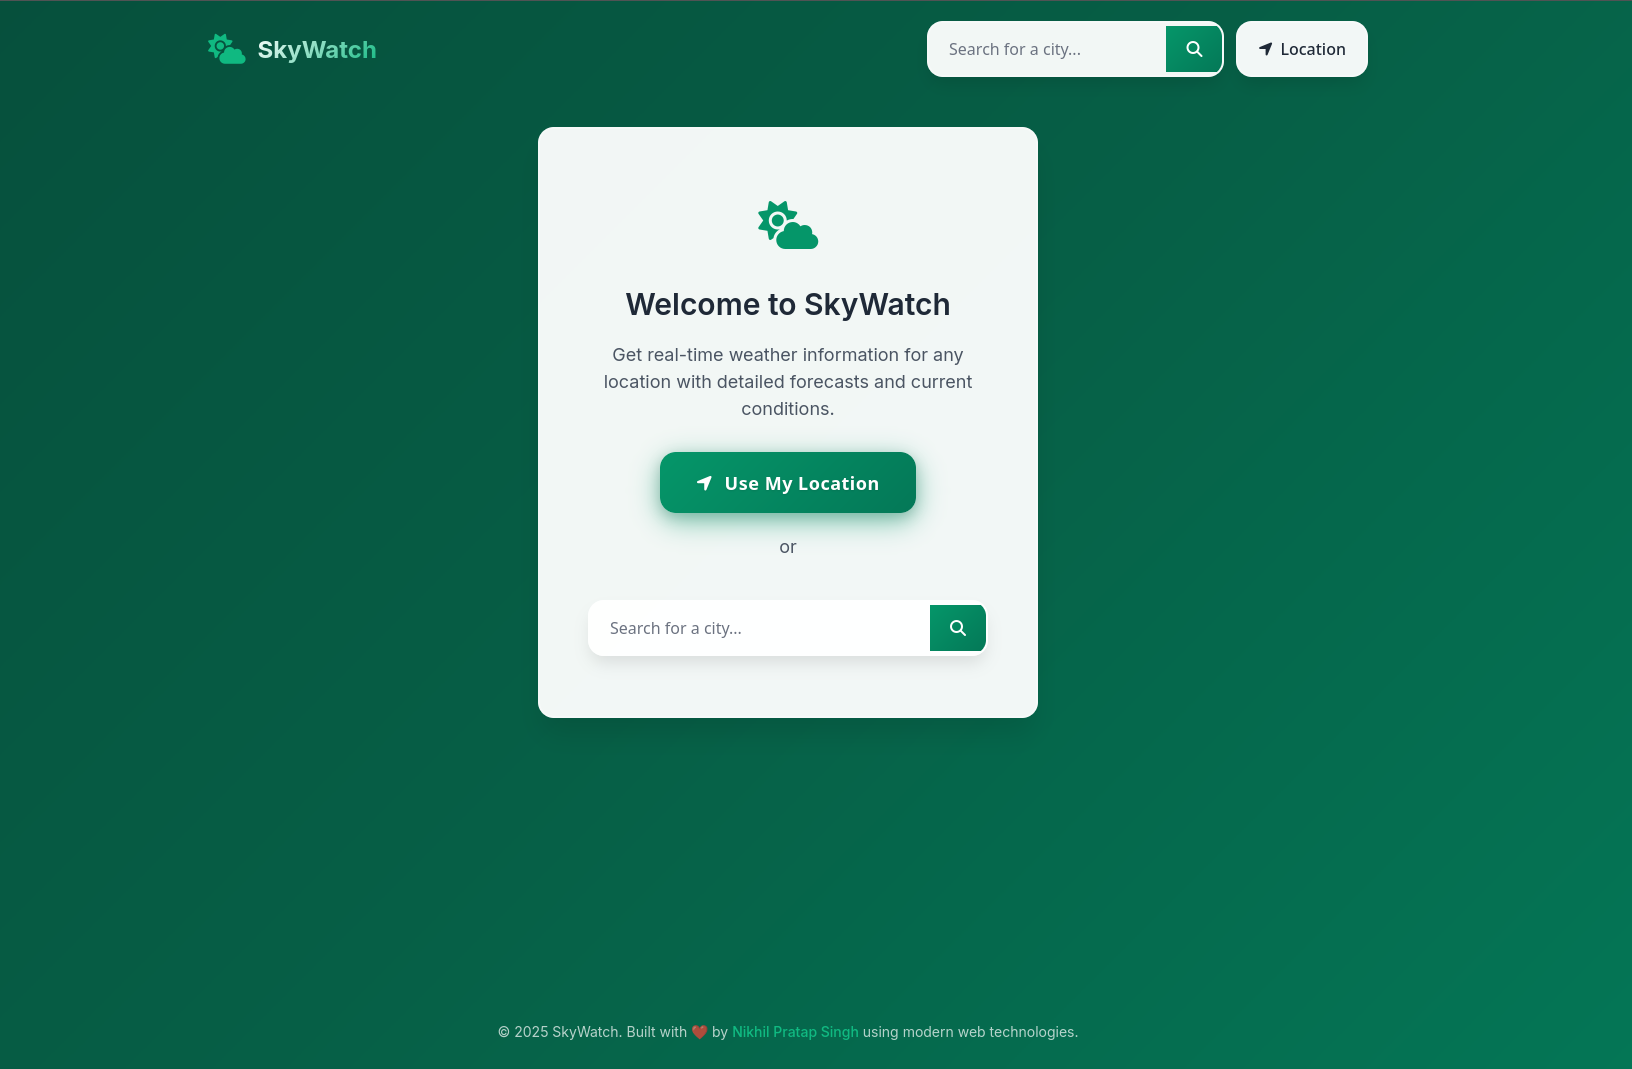 SkyWatch
Search for a city...
Location
Welcome to SkyWatch
Get real-time weather information for any
location with detailed forecasts and current
conditions.
Use My Location
or
Search for a city...
© 2025 SkyWatch. Built with ❤️ by Nikhil Pratap Singh using modern web technologies.